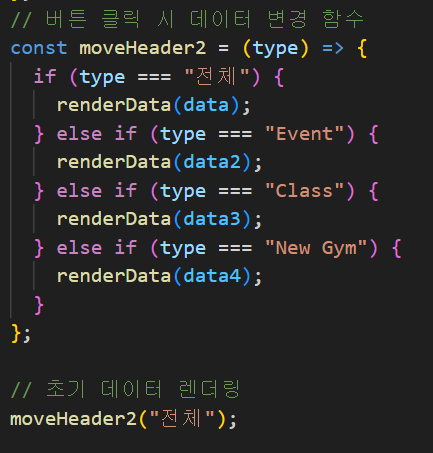 // 버튼 클릭 시 데이터 변경 함수
const moveHeader2 = (type) => {
  if (type === "전체") {
    renderData(data);
  } else if (type === "Event") {
    renderData(data2);
  } else if (type === "Class") {
    renderData(data3);
  } else if (type === "New Gym") {
    renderData(data4);
  }
};

// 초기 데이터 렌더링
moveHeader2("전체");